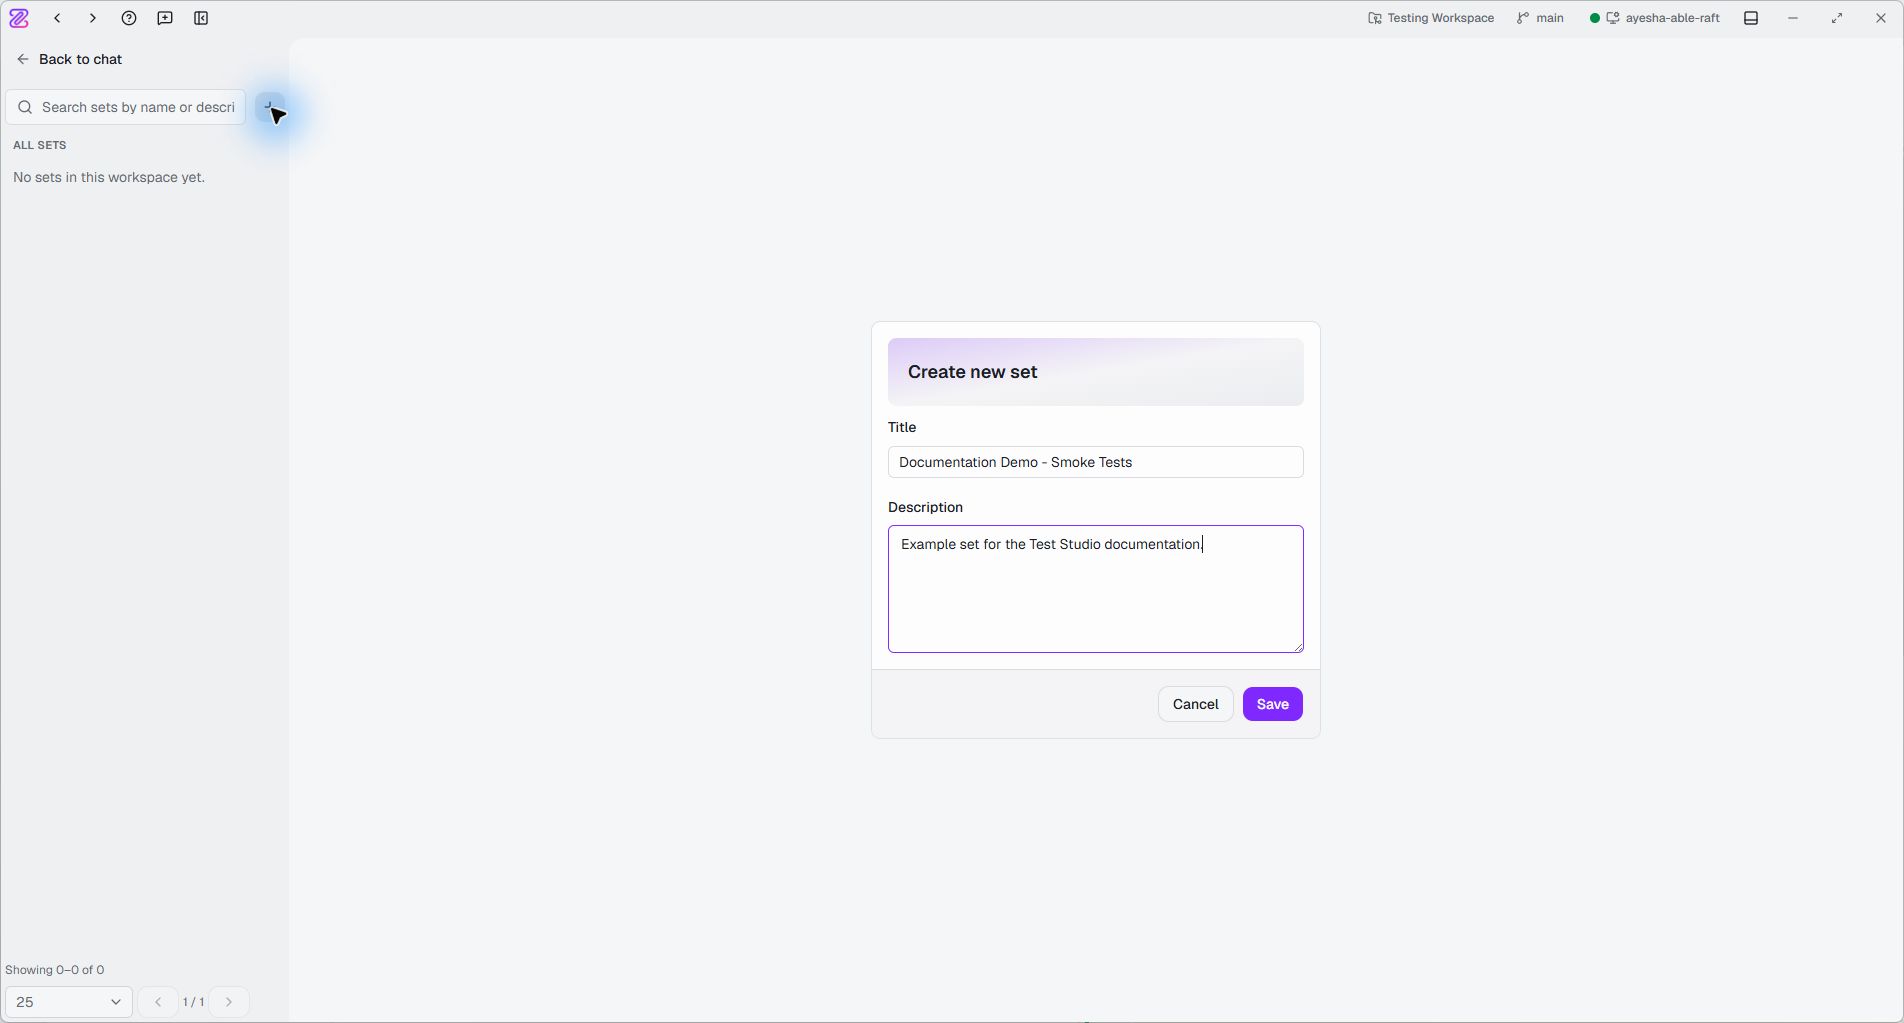 Testing Workspace
main
ayesha-able-raft
Back to chat
Search sets by name or descri
ALL SETS
No sets in this workspace yet.
Create new set
Title
Documentation Demo - Smoke Tests
Description
Example set for the Test Studio documentation.
Cancel
Save
Showing 0–0 of 0
25
1 / 1